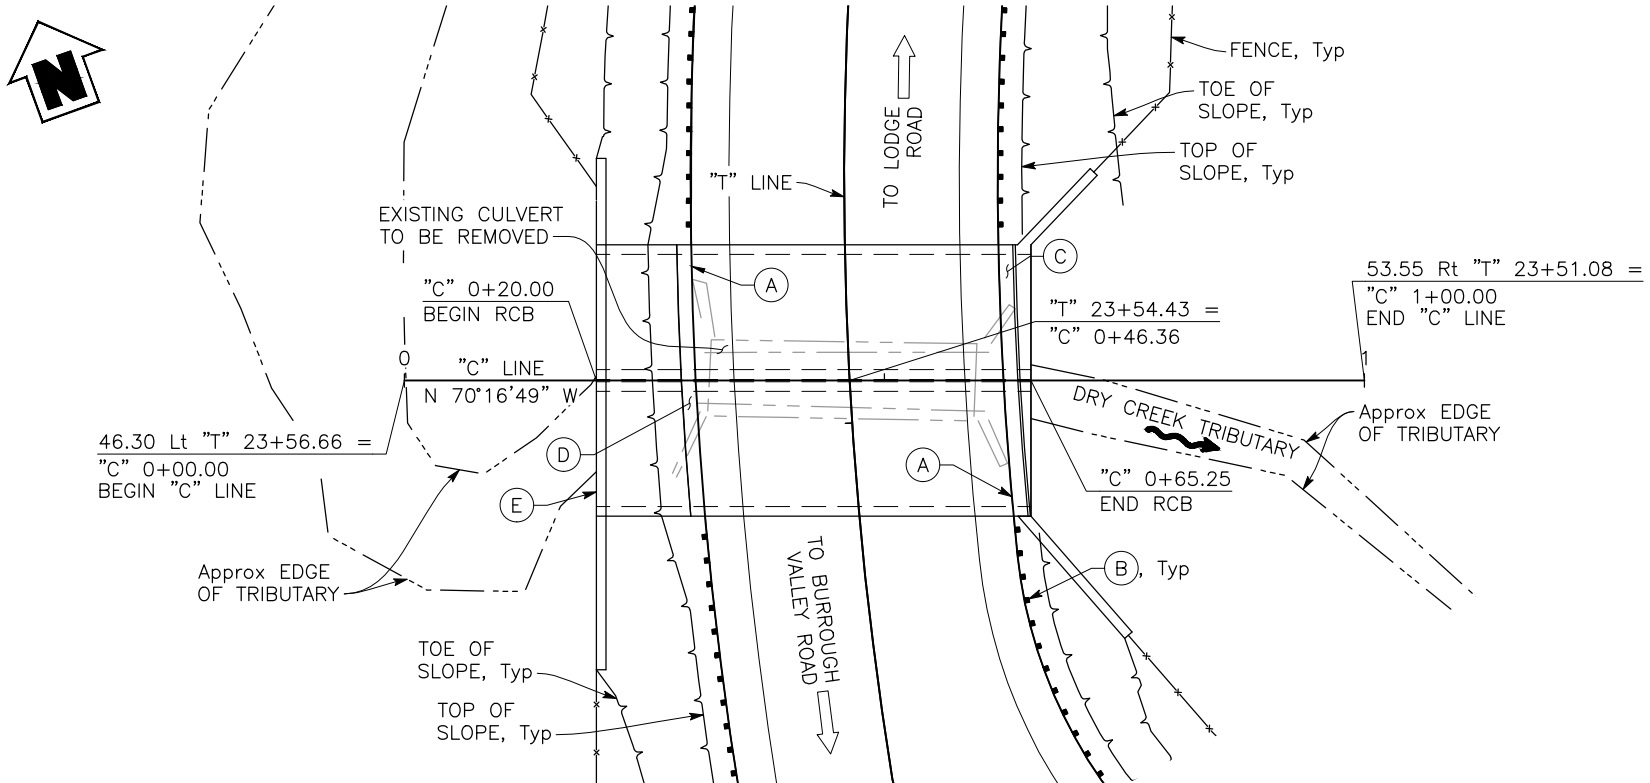 N
FENCE, Typ
TOE OF
SLOPE, Typ
TOP OF
SLOPE, Typ
TO LODGE
ROAD
"T" LINE
EXISTING CULVERT
TO BE REMOVED
C
A
53.55 Rt "T" 23+51.08 =
"C" 1+00.00
END "C" LINE
"C" 0+20.00
BEGIN RCB
"T" 23+54.43 =
"C" 0+46.36
0
"C" LINE
1
N 70°16'49" W
DRY CREEK TRIBUTARY
Approx EDGE
OF TRIBUTARY
46.30 Lt "T" 23+56.66 =
"C" 0+00.00
BEGIN "C" LINE
D
A
E
"C" 0+65.25
END RCB
Approx EDGE
OF TRIBUTARY
TO BURROUGH
VALLEY ROAD
B, Typ
TOE OF
SLOPE, Typ
TOP OF
SLOPE, Typ